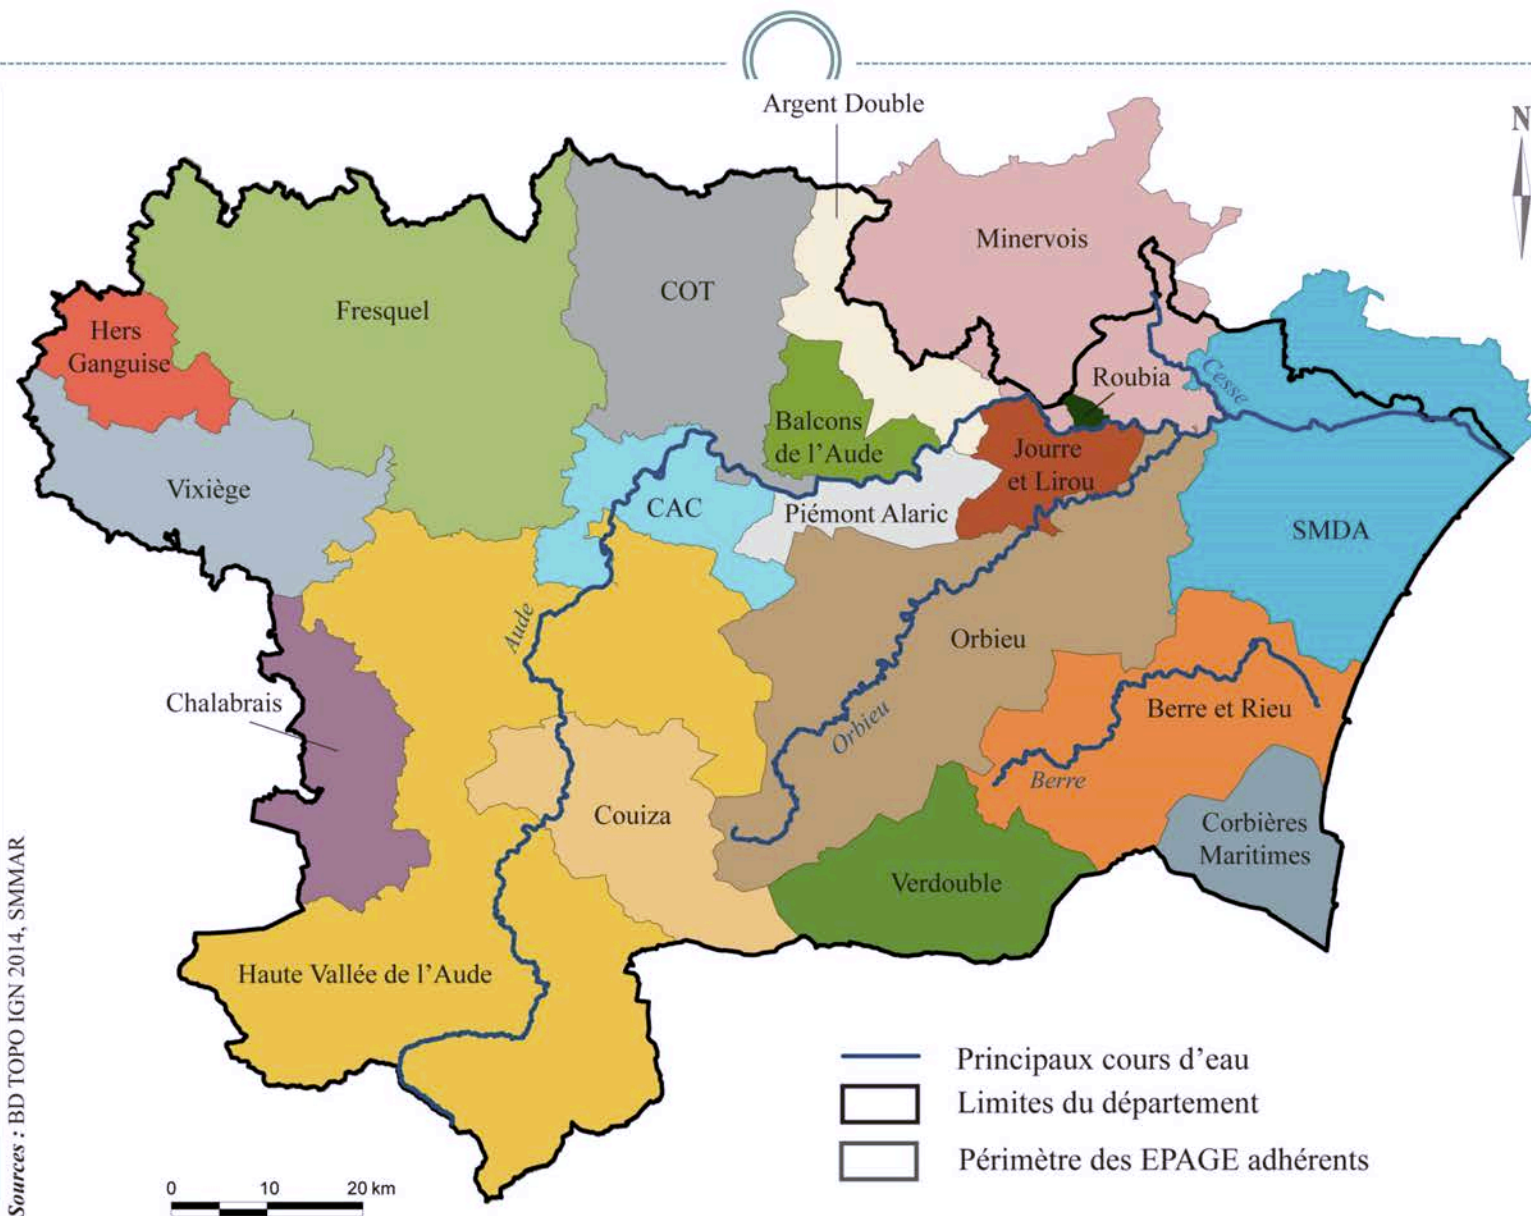 Argent Double
N
Minervois
COT
Fresquel
Hers
Ganguise
Cesse
Roubia
Balcons
de l'Aude
Jourre
et Lirou
Vixiège
CAC
Piémont Alaric
SMDA
Aude
Orbieu
Chalabrais
Orbieu
Berre et Rieu
Berre
Couiza
Corbières
Maritimes
Verdouble
Haute Vallée de l'Aude
Principaux cours d'eau
Limites du département
Périmètre des EPAGE adhérents
0 10 20 km
Sources : BD TOPO IGN 2014, SMMAR